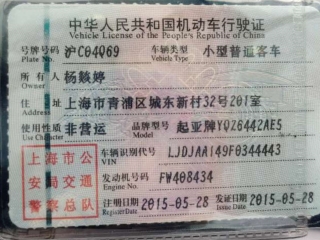 中华人民共和国机动车行驶证
Vehicle License of the People's Republic of China
号牌号码 沪C04Q69 车辆类型 小型普通客车
Plate No. Vehicle Type
所有人 杨燚婷
Owner
住址 上海市青浦区城东新村32号201室
Address
使用性质 非营运 品牌型号 起亚牌YQZ6442AE5
Use Character Model
上海市公
安局交通
警察总队
车辆识别代号 LJDJAA149F0344443
VIN
发动机号码 FW408434
Engine No.
注册日期 2015-05-28 发证日期 2015-05-28
Register Date Issue Date